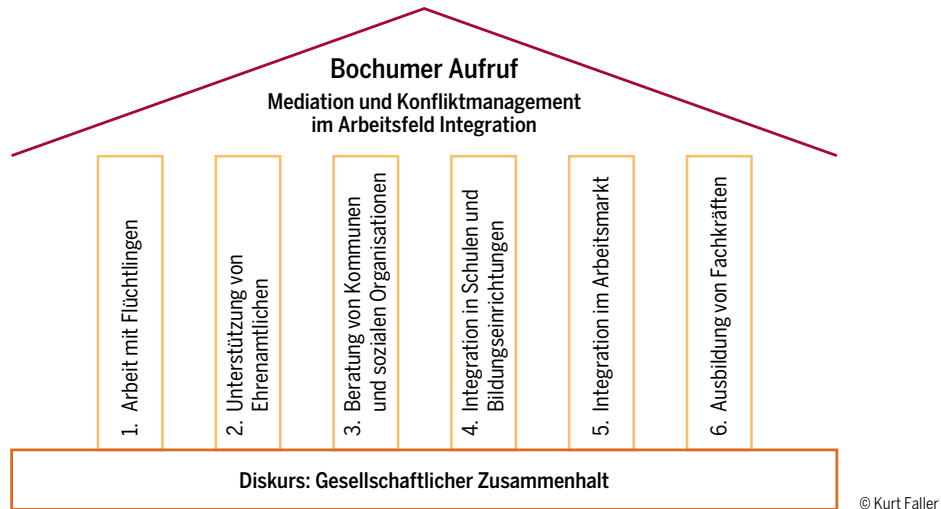 Bochumer Aufruf
Mediation und Konfliktmanagement
im Arbeitsfeld Integration
1. Arbeit mit Flüchtlingen
2. Unterstützung von
Ehrenamtlichen
3. Beratung von Kommunen
und sozialen Organisationen
4. Integration in Schulen und
Bildungseinrichtungen
5. Integration im Arbeitsmarkt
6. Ausbildung von Fachkräften
Diskurs: Gesellschaftlicher Zusammenhalt
© Kurt Faller